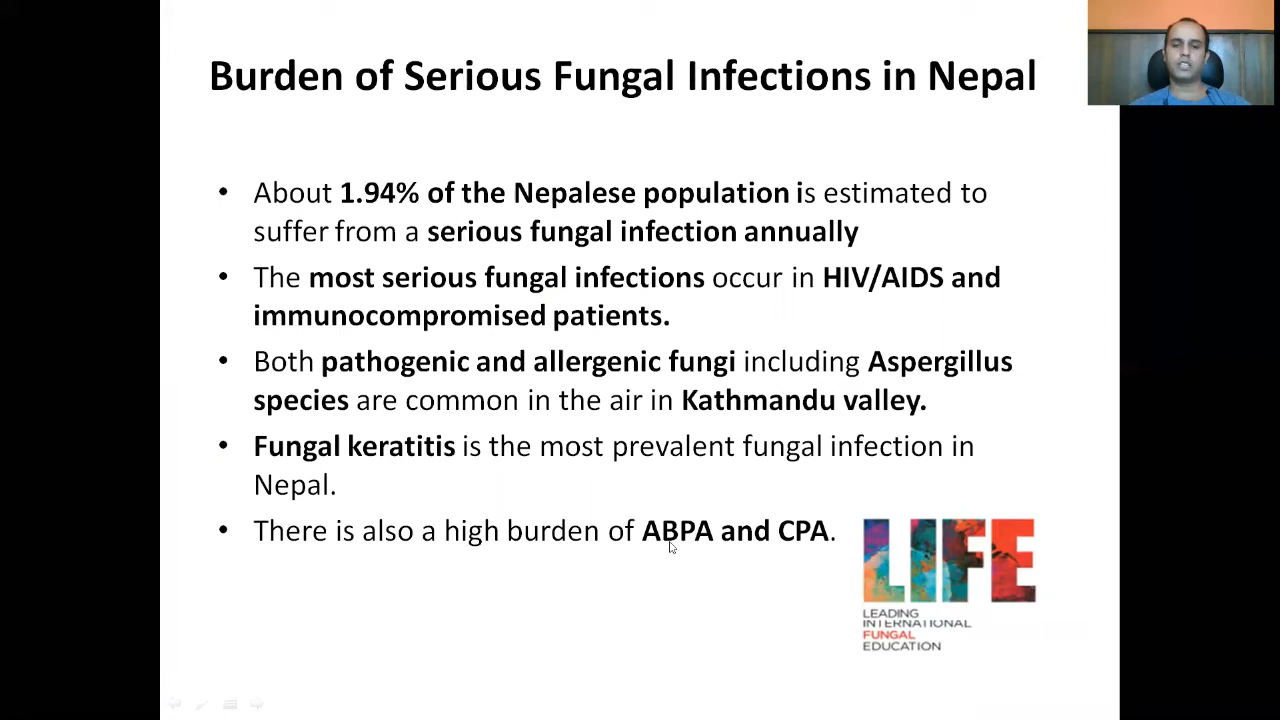 Burden of Serious Fungal Infections in Nepal
• About 1.94% of the Nepalese population is estimated to
suffer from a serious fungal infection annually
• The most serious fungal infections occur in HIV/AIDS and
immunocompromised patients.
• Both pathogenic and allergenic fungi including Aspergillus
species are common in the air in Kathmandu valley.
• Fungal keratitis is the most prevalent fungal infection in
Nepal.
• There is also a high burden of ABPA and CPA.
LIFE
LEADING
INTERNATIONAL
FUNGAL
EDUCATION